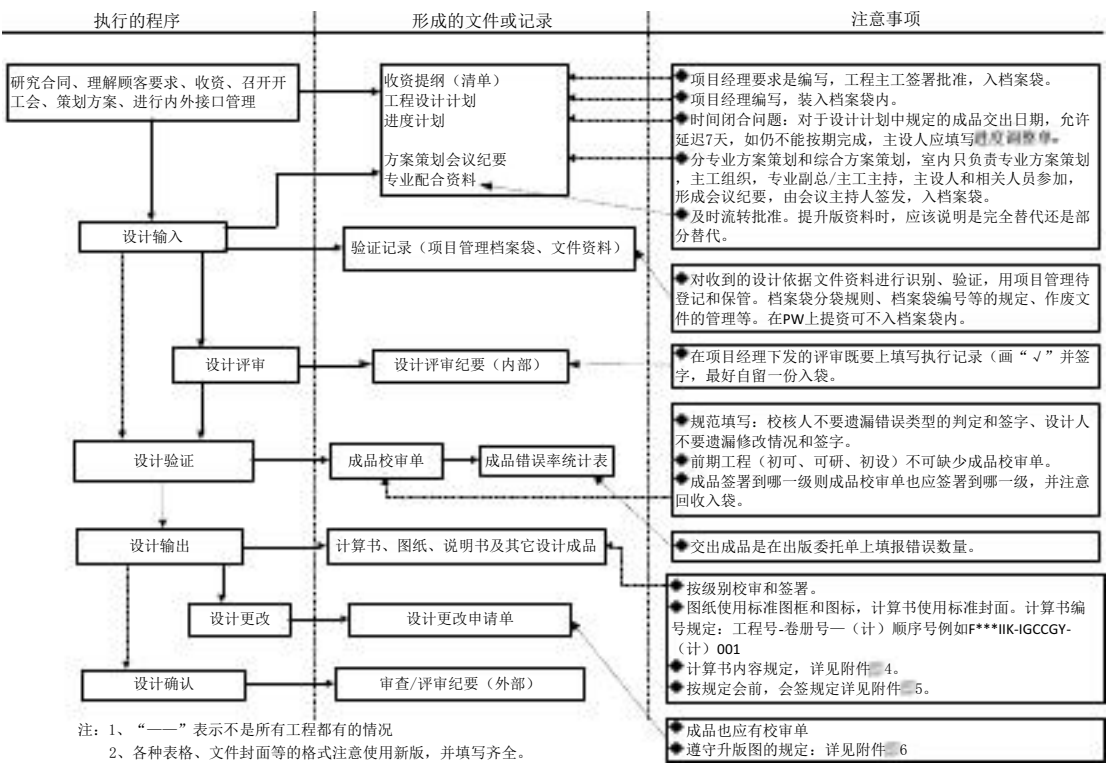 执行的程序
形成的文件或记录
注意事项
研究合同、理解顾客要求、收资、召开开
工会、策划方案、进行内外接口管理
收资提纲（清单）
工程设计计划
进度计划
方案策划会议纪要
专业配合资料
◆项目经理要求是编写，工程主工签署批准，入档案袋。
◆项目经理编写，装入档案袋内。
◆时间闭合问题：对于设计计划中规定的成品交出日期，允许
延迟7天，如仍不能按期完成，主设人应填写进度调整单。
◆分专业方案策划和综合方案策划，室内只负责专业方案策划
，主工组织，专业副总/主工主持，主设人和相关人员参加，
形成会议纪要，由会议主持人签发，入档案袋。
◆及时流转批准。提升版资料时，应该说明是完全替代还是部
分替代。
设计输入
验证记录（项目管理档案袋、文件资料）
◆对收到的设计依据文件资料进行识别、验证，用项目管理待
登记和保管。档案袋分袋规则、档案袋编号等的规定、作废文
件的管理等。在PW上提资可不入档案袋内。
设计评审
设计评审纪要（内部）
◆在项目经理下发的评审既要上填写执行记录（画“√”并签
字，最好自留一份入袋。
设计验证
成品校审单
成品错误率统计表
◆规范填写：校核人不要遗漏错误类型的判定和签字、设计人
不要遗漏修改情况和签字。
◆前期工程（初可、可研、初设）不可缺少成品校审单。
◆成品签署到哪一级则成品校审单也应签署到哪一级，并注意
回收入袋。
设计输出
计算书、图纸、说明书及其它设计成品
◆交出成品是在出版委托单上填报错误数量。
◆按级别校审和签署。
◆图纸使用标准图框和图标，计算书使用标准封面。计算书编
号规定：工程号-卷册号—（计）顺序号例如F***IIK-IGCCGY-
（计）001
◆计算书内容规定，详见附件4。
◆按规定会前，会签规定详见附件5。
设计更改
设计更改申请单
设计确认
审查/评审纪要（外部）
◆成品也应有校审单
◆遵守升版图的规定：详见附件6
注：1、“——”表示不是所有工程都有的情况
2、各种表格、文件封面等的格式注意使用新版，并填写齐全。